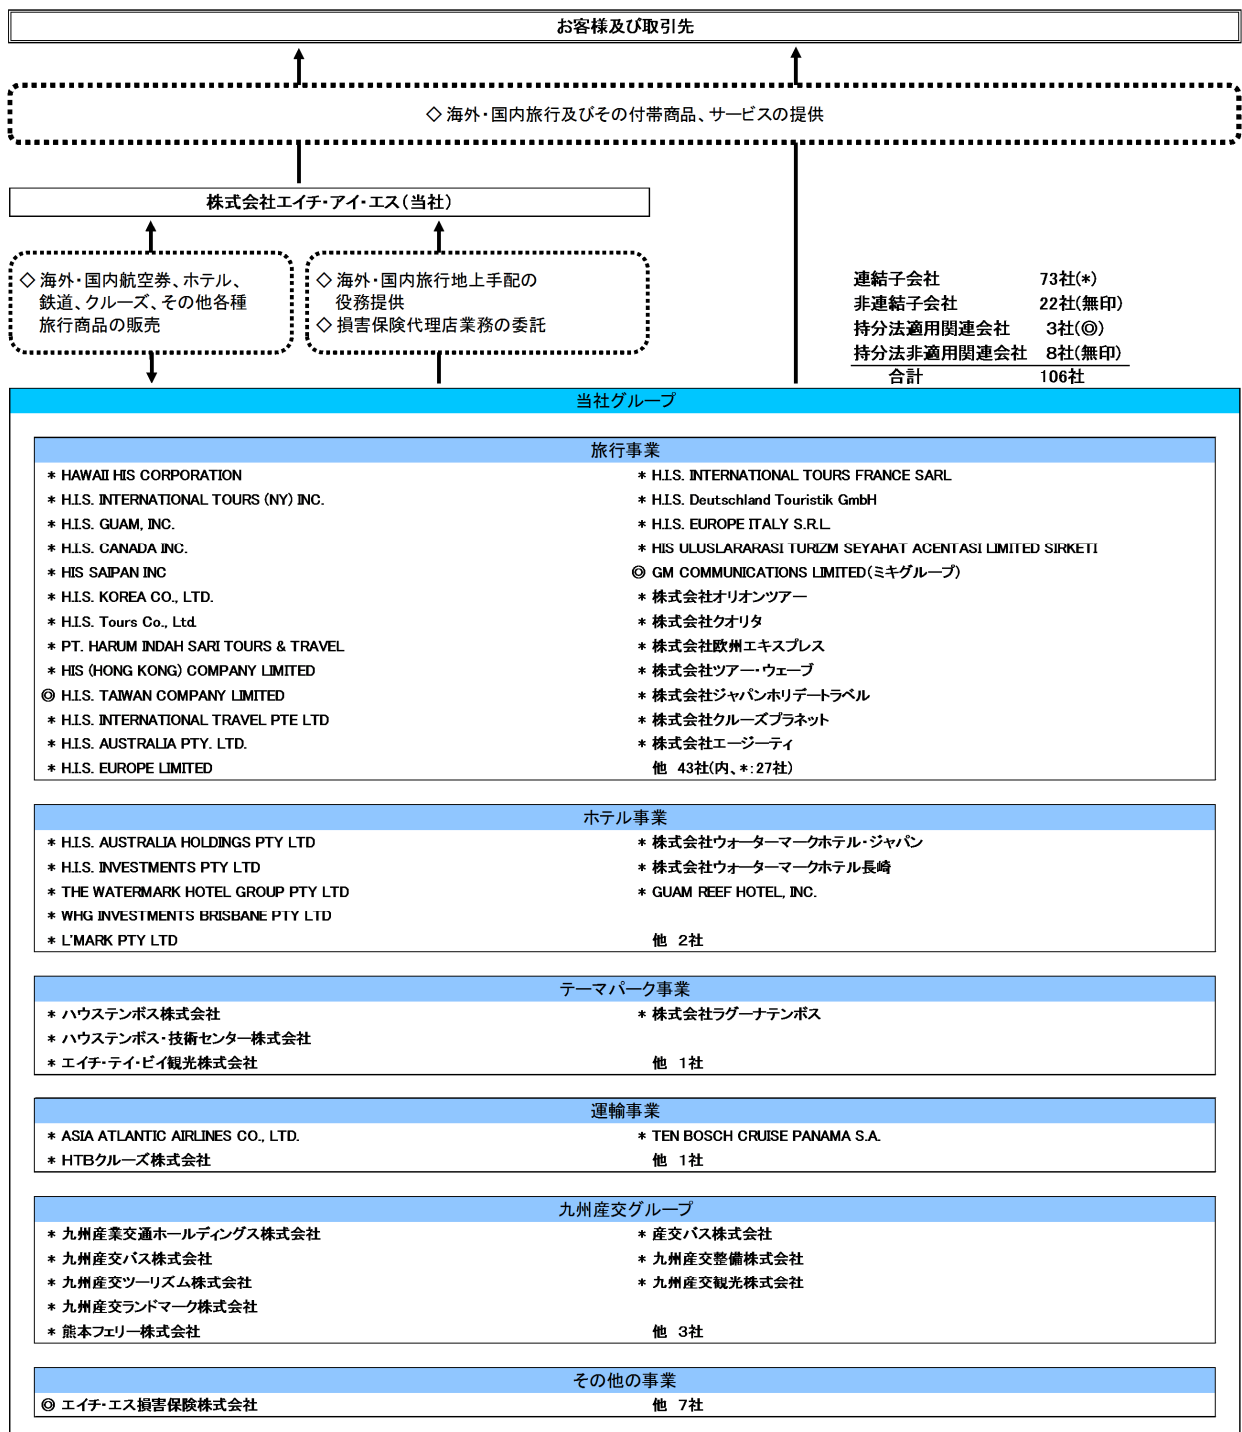 お客様及び取引先
◇ 海外・国内旅行及びその付帯商品、サービスの提供
株式会社エイチ・アイ・エス(当社)
◇ 海外・国内航空券、ホテル、
鉄道、クルーズ、その他各種
旅行商品の販売
◇ 海外・国内旅行地上手配の
役務提供
◇ 損害保険代理店業務の委託
連結子会社 73社(*)
非連結子会社 22社(無印)
持分法適用関連会社 3社(◎)
持分法非適用関連会社 8社(無印)
合計 106社
当社グループ
旅行事業
* HAWAII HIS CORPORATION
* H.I.S. INTERNATIONAL TOURS (NY) INC.
* H.I.S. GUAM, INC.
* H.I.S. CANADA INC.
* HIS SAIPAN INC
* H.I.S. KOREA CO., LTD.
* H.I.S. Tours Co., Ltd.
* PT. HARUM INDAH SARI TOURS & TRAVEL
* HIS (HONG KONG) COMPANY LIMITED
◎ H.I.S. TAIWAN COMPANY LIMITED
* H.I.S. INTERNATIONAL TRAVEL PTE LTD
* H.I.S. AUSTRALIA PTY. LTD.
* H.I.S. EUROPE LIMITED
* H.I.S. INTERNATIONAL TOURS FRANCE SARL
* H.I.S. Deutschland Touristik GmbH
* H.I.S. EUROPE ITALY S.R.L.
* HIS ULUSLARARASI TURIZM SEYAHAT ACENTASI LIMITED SIRKETI
◎ GM COMMUNICATIONS LIMITED(ミキグループ)
* 株式会社オリオンツアー
* 株式会社クオリタ
* 株式会社欧州エキスプレス
* 株式会社ツアー・ウェーブ
* 株式会社ジャパンホリデートラベル
* 株式会社クルーズプラネット
* 株式会社エージーティ
他 43社(内、*:27社)
ホテル事業
* H.I.S. AUSTRALIA HOLDINGS PTY LTD
* H.I.S. INVESTMENTS PTY LTD
* THE WATERMARK HOTEL GROUP PTY LTD
* WHG INVESTMENTS BRISBANE PTY LTD
* L'MARK PTY LTD
* 株式会社ウォーターマークホテル・ジャパン
* 株式会社ウォーターマークホテル長崎
* GUAM REEF HOTEL, INC.
他 2社
テーマパーク事業
* ハウステンボス株式会社
* ハウステンボス・技術センター株式会社
* エイチ・テイ・ビイ観光株式会社
* 株式会社ラグーナテンボス
他 1社
運輸事業
* ASIA ATLANTIC AIRLINES CO., LTD.
* HTBクルーズ株式会社
* TEN BOSCH CRUISE PANAMA S.A.
他 1社
九州産交グループ
* 九州産業交通ホールディングス株式会社
* 九州産交バス株式会社
* 九州産交ツーリズム株式会社
* 九州産交ランドマーク株式会社
* 熊本フェリー株式会社
* 産交バス株式会社
* 九州産交整備株式会社
* 九州産交観光株式会社
他 3社
その他の事業
◎ エイチ・エス損害保険株式会社
他 7社